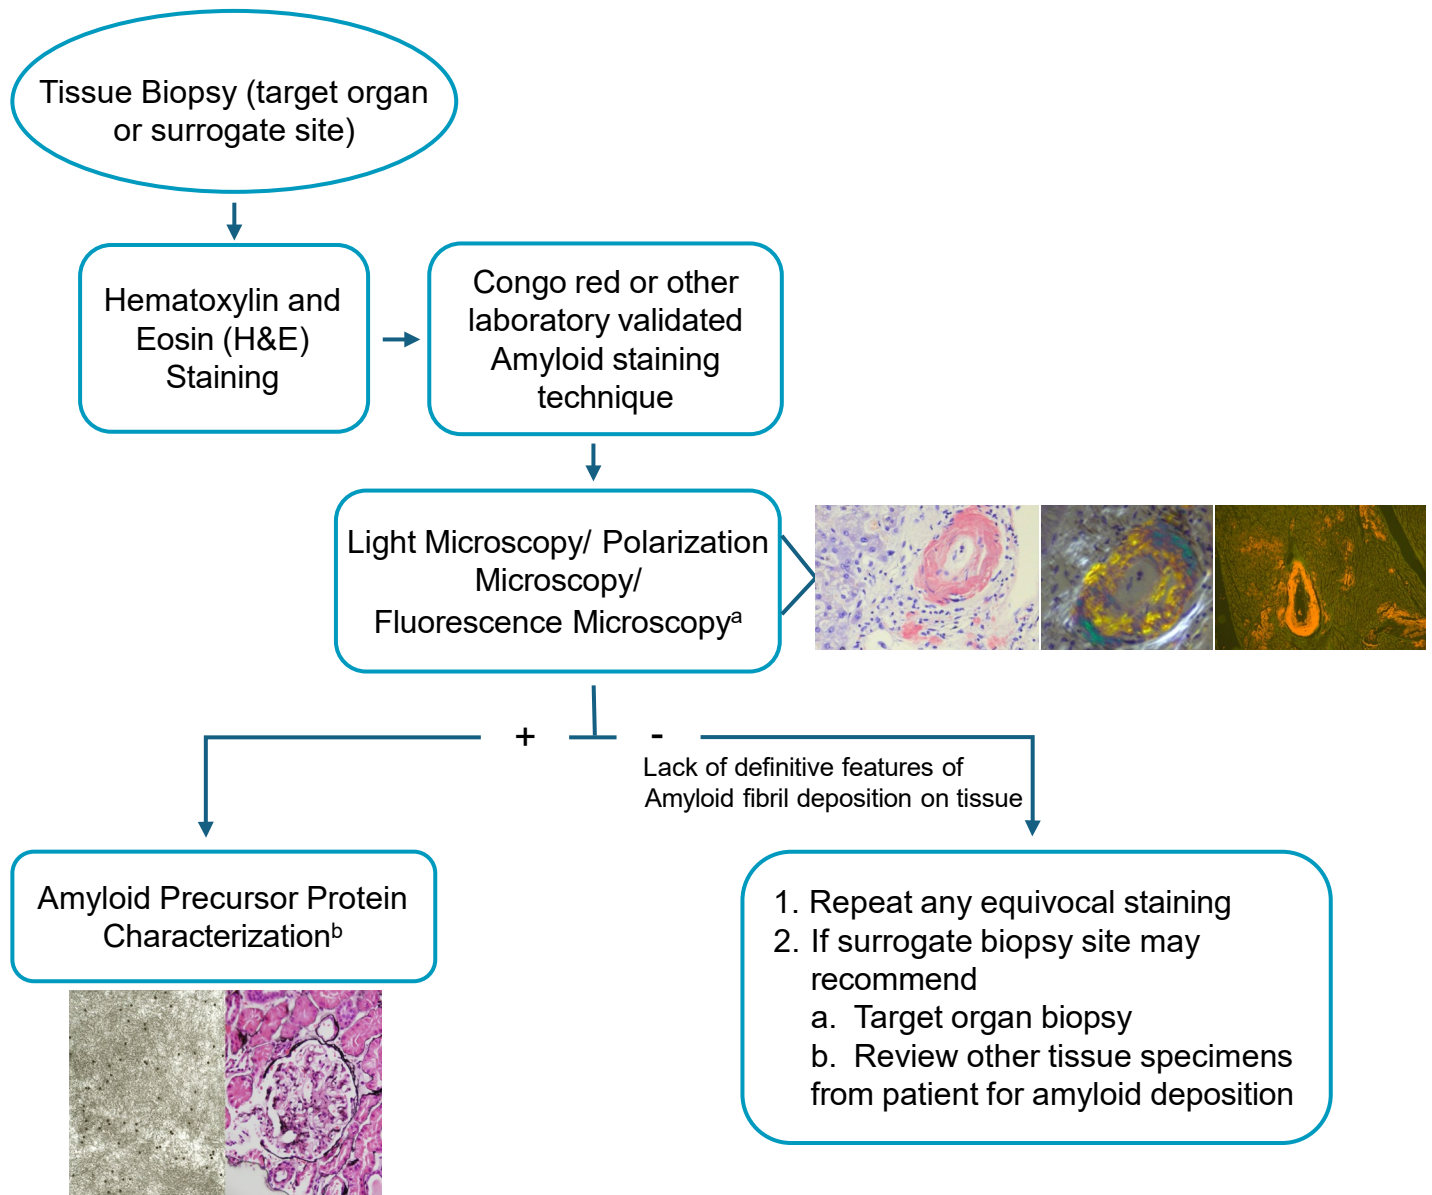 Tissue Biopsy (target organ
or surrogate site)
Hematoxylin and
Eosin (H&E)
Staining
Congo red or other
laboratory validated
Amyloid staining
technique
Light Microscopy/ Polarization
Microscopy/
Fluorescence Microscopyᵃ
+
-
Lack of definitive features of
Amyloid fibril deposition on tissue
Amyloid Precursor Protein
Characterizationᵇ
1. Repeat any equivocal staining
2. If surrogate biopsy site may
recommend
a. Target organ biopsy
b. Review other tissue specimens
from patient for amyloid deposition